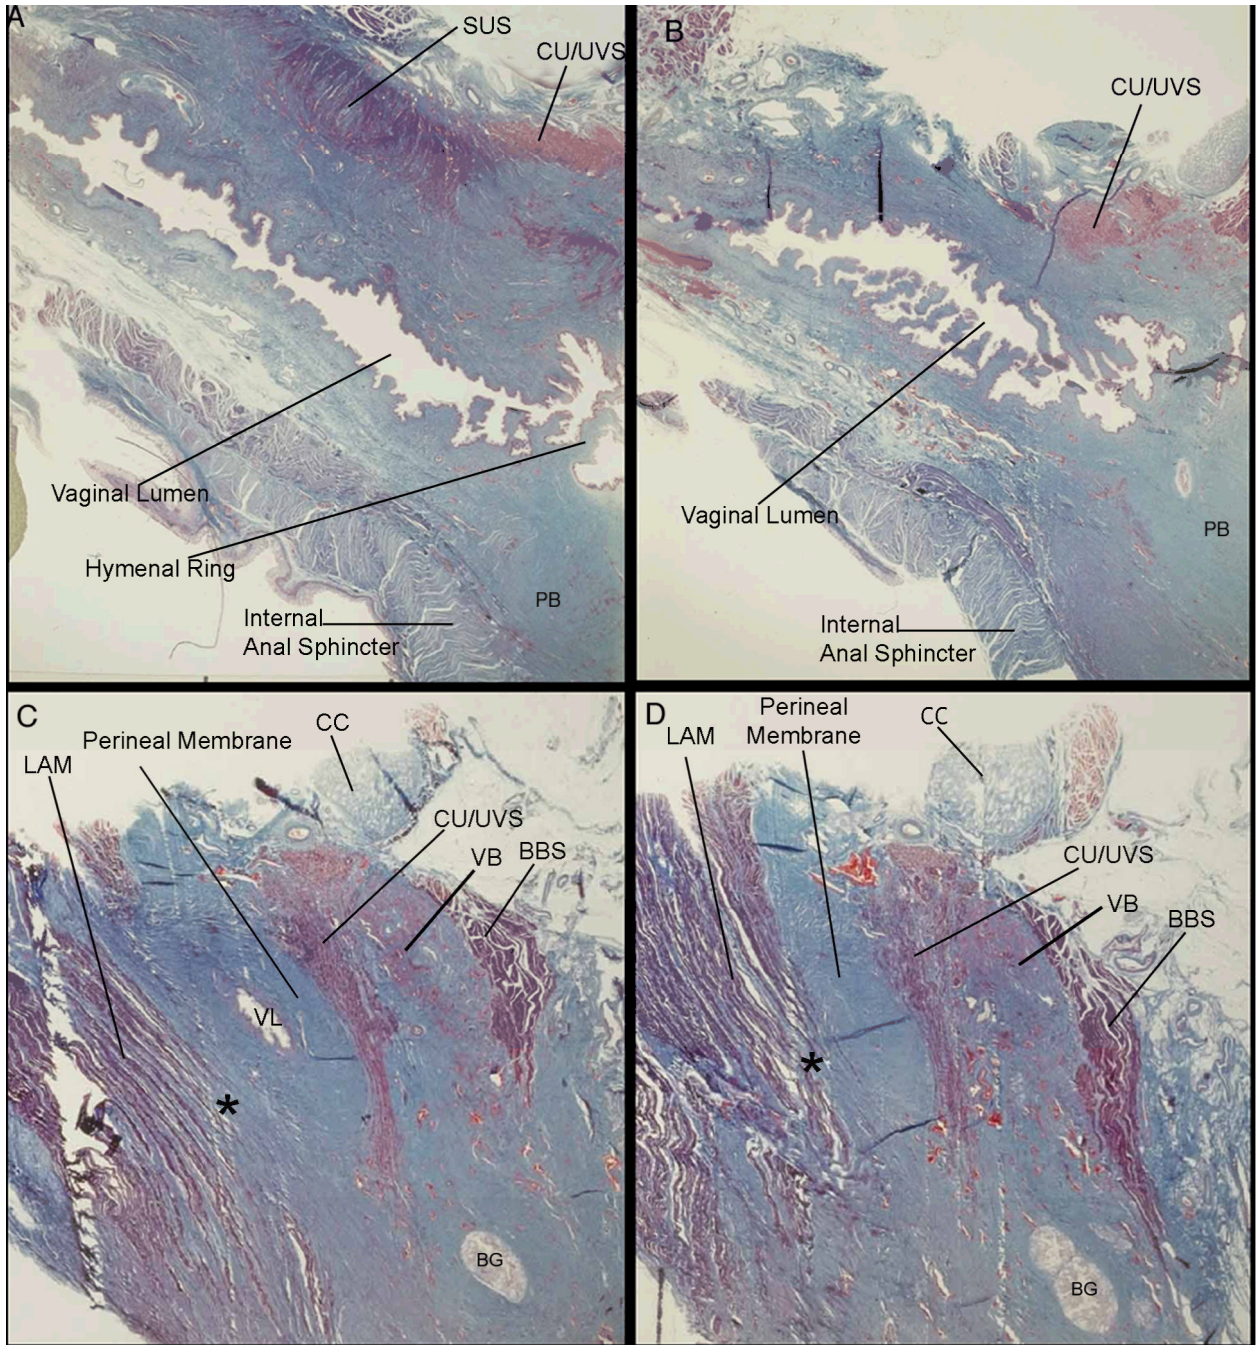 A
SUS
CU/UVS
Vaginal Lumen
Hymenal Ring
PB
Internal
Anal Sphincter
B
CU/UVS
Vaginal Lumen
PB
Internal
Anal Sphincter
C
CC
Perineal Membrane
LAM
CU/UVS
VB
BBS
VL
*
BG
D
Perineal
Membrane
CC
LAM
CU/UVS
VB
BBS
*
BG